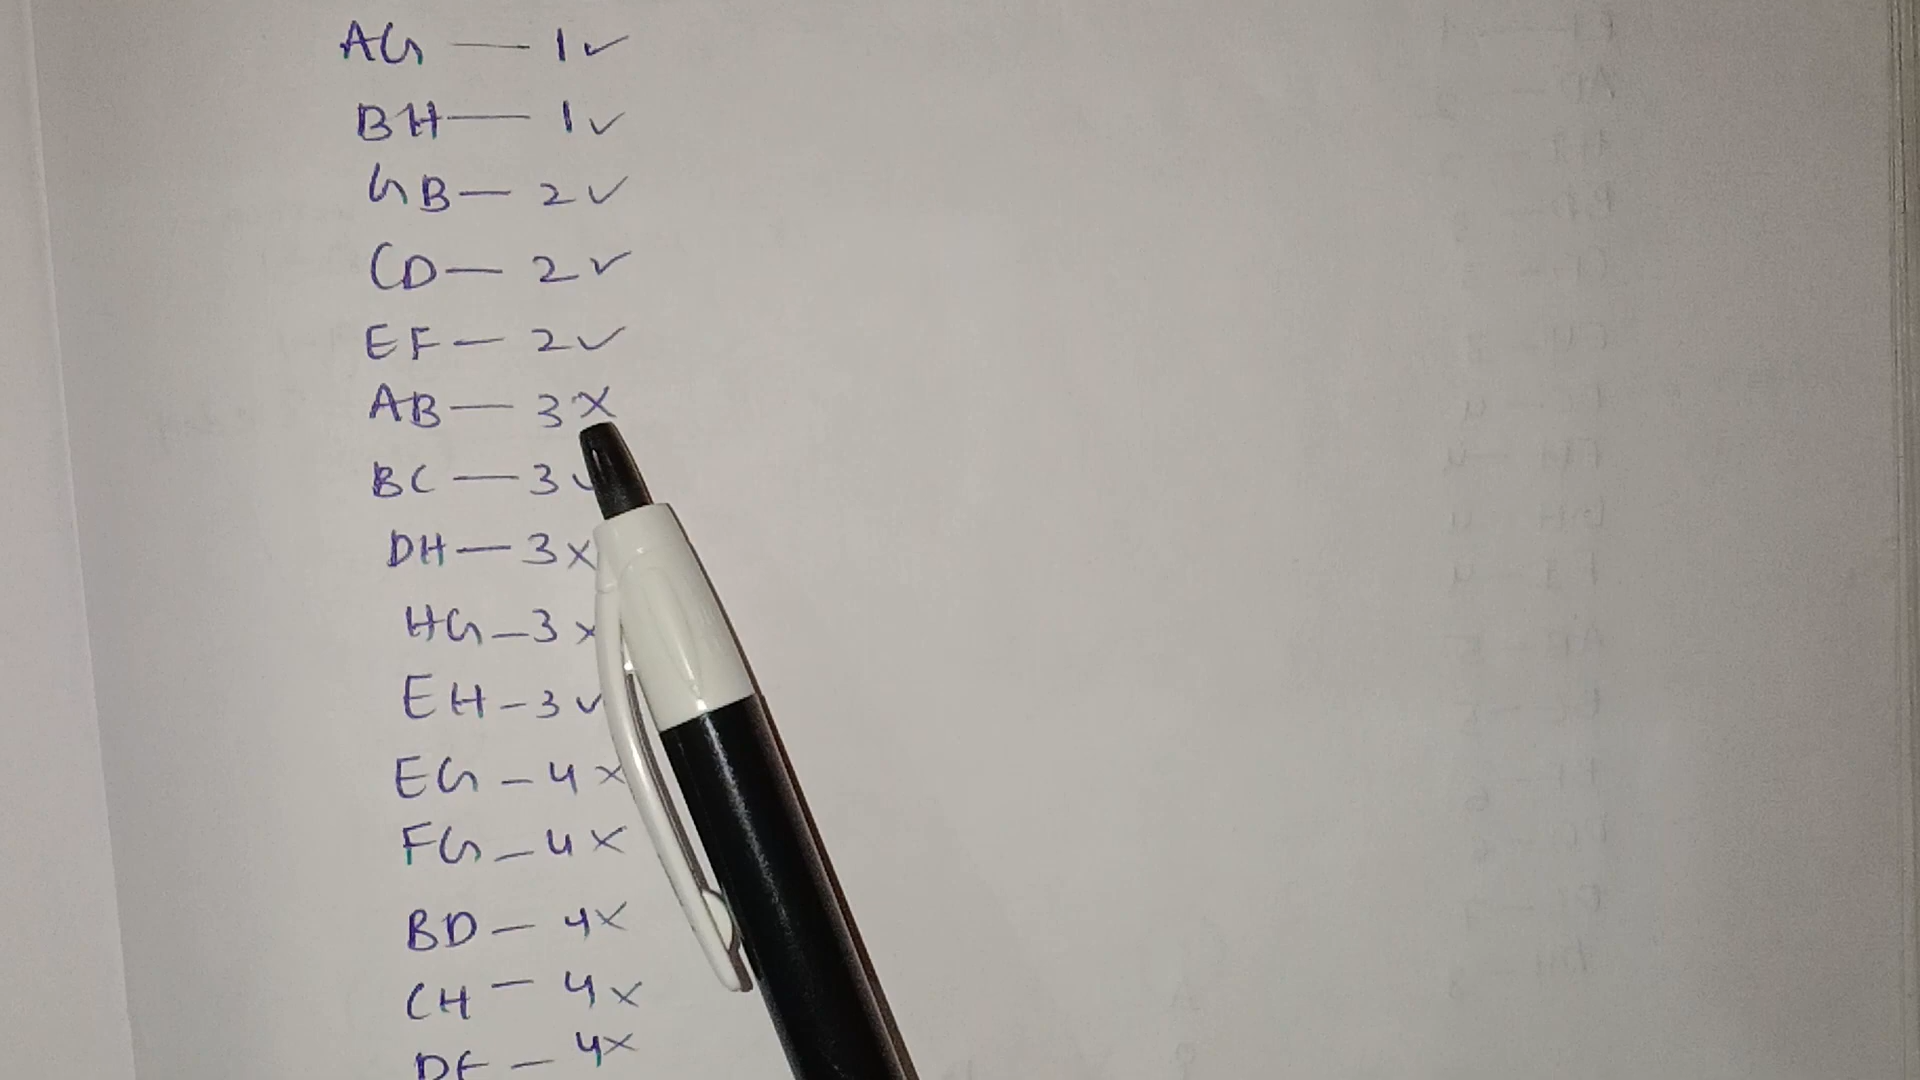 AG — 1 ✓
BH — 1 ✓
GB — 2 ✓
CD — 2 ✓
EF — 2 ✓
AB — 3 ×
BC — 3 ✓
DH — 3 ×
HG — 3 ×
EH — 3 ✓
EG — 4 ×
FG — 4 ×
BD — 4 ×
CH — 4 ×
— 4 ×